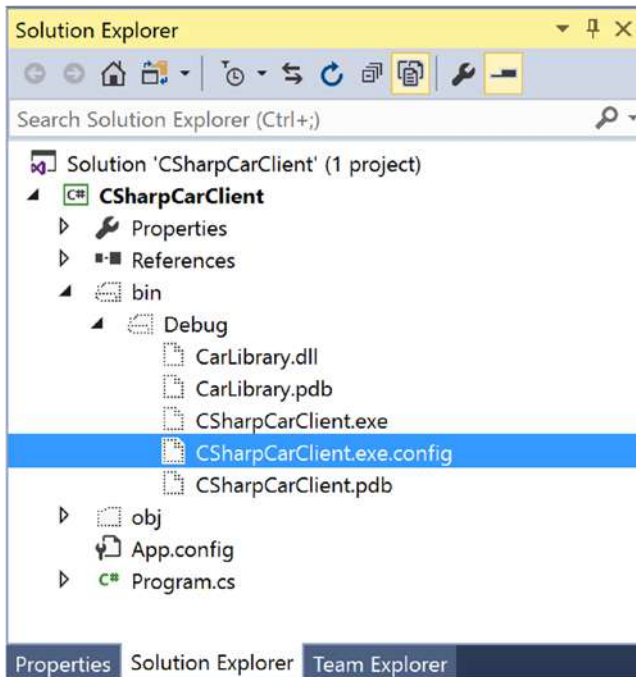 Solution Explorer
Search Solution Explorer (Ctrl+;)
Solution 'CSharpCarClient' (1 project)
C# CSharpCarClient
Properties
References
bin
Debug
CarLibrary.dll
CarLibrary.pdb
CSharpCarClient.exe
CSharpCarClient.exe.config
CSharpCarClient.pdb
obj
App.config
C# Program.cs
Properties Solution Explorer Team Explorer